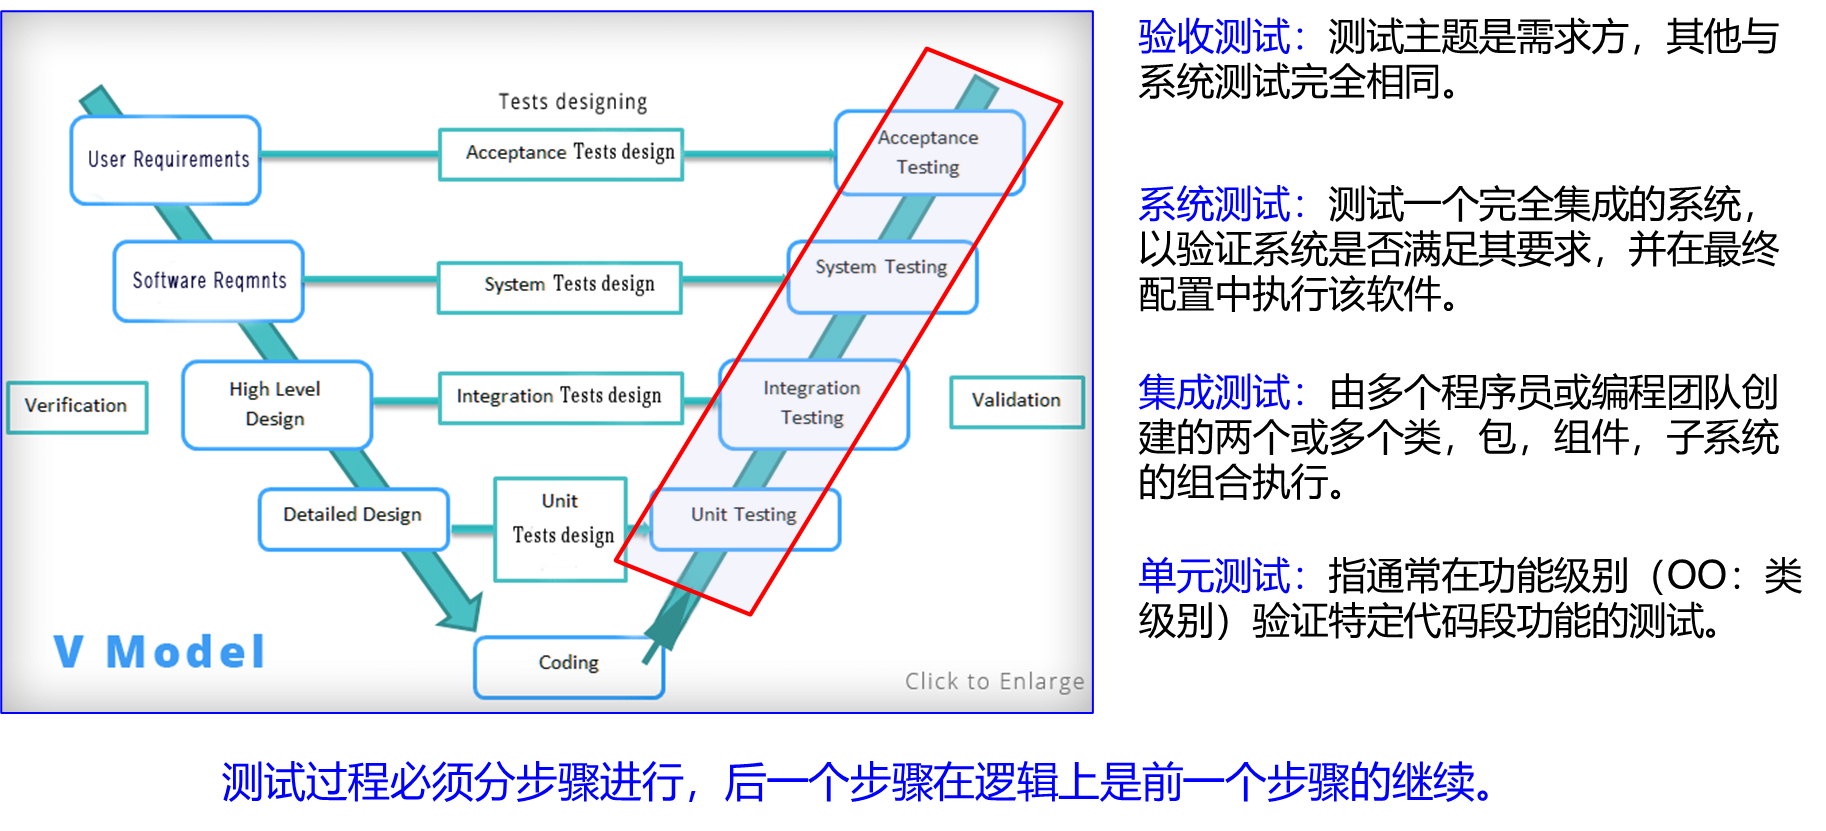 Tests designing
User Requirements
Acceptance Tests design
Acceptance
Testing
Software Reqmnts
System Tests design
System Testing
High Level
Design
Integration Tests design
Integration
Testing
Verification
Validation
Detailed Design
Unit
Tests design
Unit Testing
V Model
Coding
Click to Enlarge
验收测试：测试主题是需求方，其他与
系统测试完全相同。
系统测试：测试一个完全集成的系统，
以验证系统是否满足其要求，并在最终
配置中执行该软件。
集成测试：由多个程序员或编程团队创
建的两个或多个类，包，组件，子系统
的组合执行。
单元测试：指通常在功能级别（OO：类
级别）验证特定代码段功能的测试。
测试过程必须分步骤进行，后一个步骤在逻辑上是前一个步骤的继续。